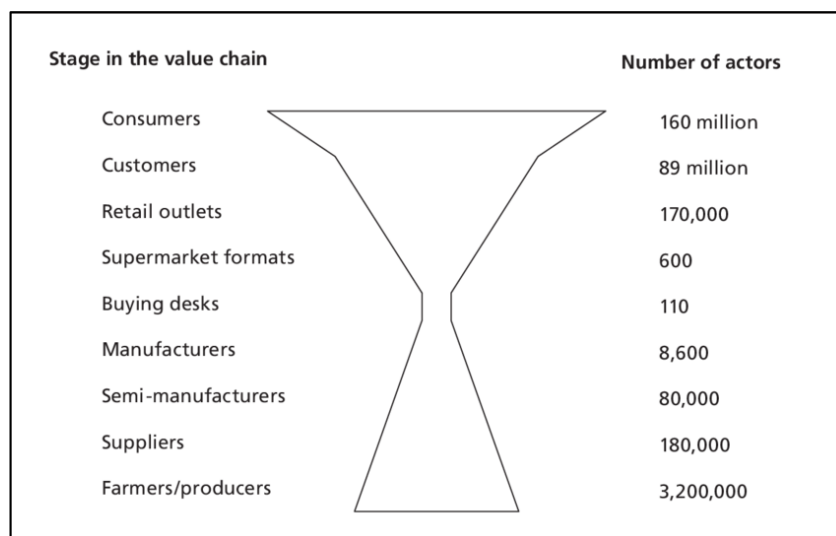 Stage in the value chain Number of actors
Consumers 160 million
Customers 89 million
Retail outlets 170,000
Supermarket formats 600
Buying desks 110
Manufacturers 8,600
Semi-manufacturers 80,000
Suppliers 180,000
Farmers/producers 3,200,000